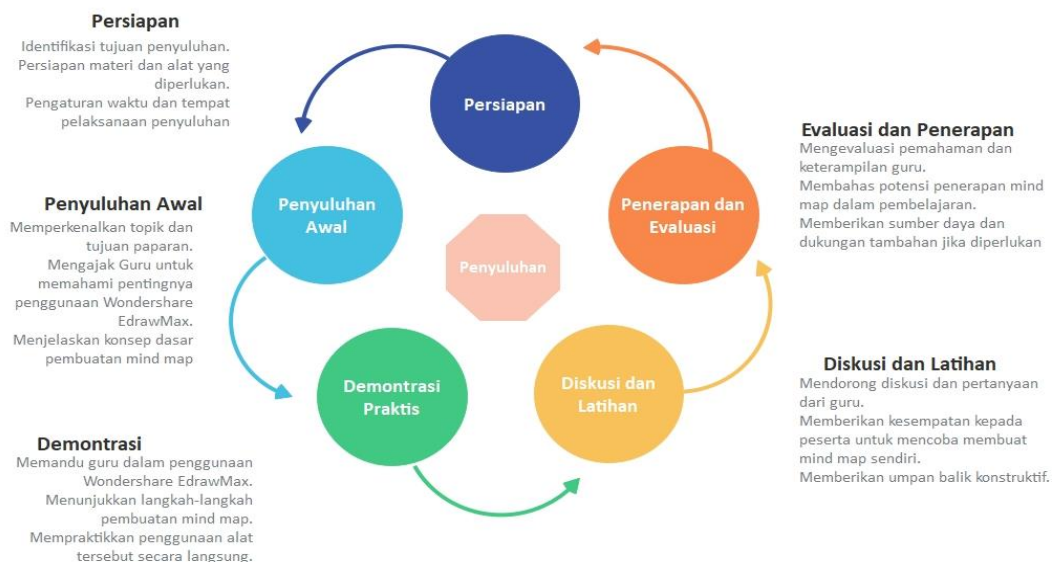 Persiapan
Identifikasi tujuan penyuluhan.
Persiapan materi dan alat yang
diperlukan.
Pengaturan waktu dan tempat
pelaksanaan penyuluhan
Penyuluhan Awal
Memperkenalkan topik dan
tujuan paparan.
Mengajak Guru untuk
memahami pentingnya
penggunaan Wondershare
EdrawMax.
Menjelaskan konsep dasar
pembuatan mind map
Demontrasi
Memandu guru dalam penggunaan
Wondershare EdrawMax.
Menunjukkan langkah-langkah
pembuatan mind map.
Mempraktikkan penggunaan alat
tersebut secara langsung.
Persiapan
Penyuluhan
Awal
Penyuluhan
Penerapan dan
Evaluasi
Demontrasi
Praktis
Diskusi dan
Latihan
Evaluasi dan Penerapan
Mengevaluasi pemahaman dan
keterampilan guru.
Membahas potensi penerapan mind
map dalam pembelajaran.
Memberikan sumber daya dan
dukungan tambahan jika diperlukan
Diskusi dan Latihan
Mendorong diskusi dan pertanyaan
dari guru.
Memberikan kesempatan kepada
peserta untuk mencoba membuat
mind map sendiri.
Memberikan umpan balik konstruktif.